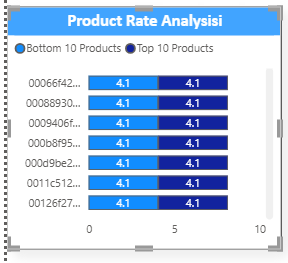 Product Rate Analysisi
Bottom 10 Products Top 10 Products
00066f42... 4.1 4.1
00088930... 4.1 4.1
0009406f... 4.1 4.1
000b8f95... 4.1 4.1
000d9be2... 4.1 4.1
0011c512... 4.1 4.1
00126f27... 4.1 4.1
0 5 10